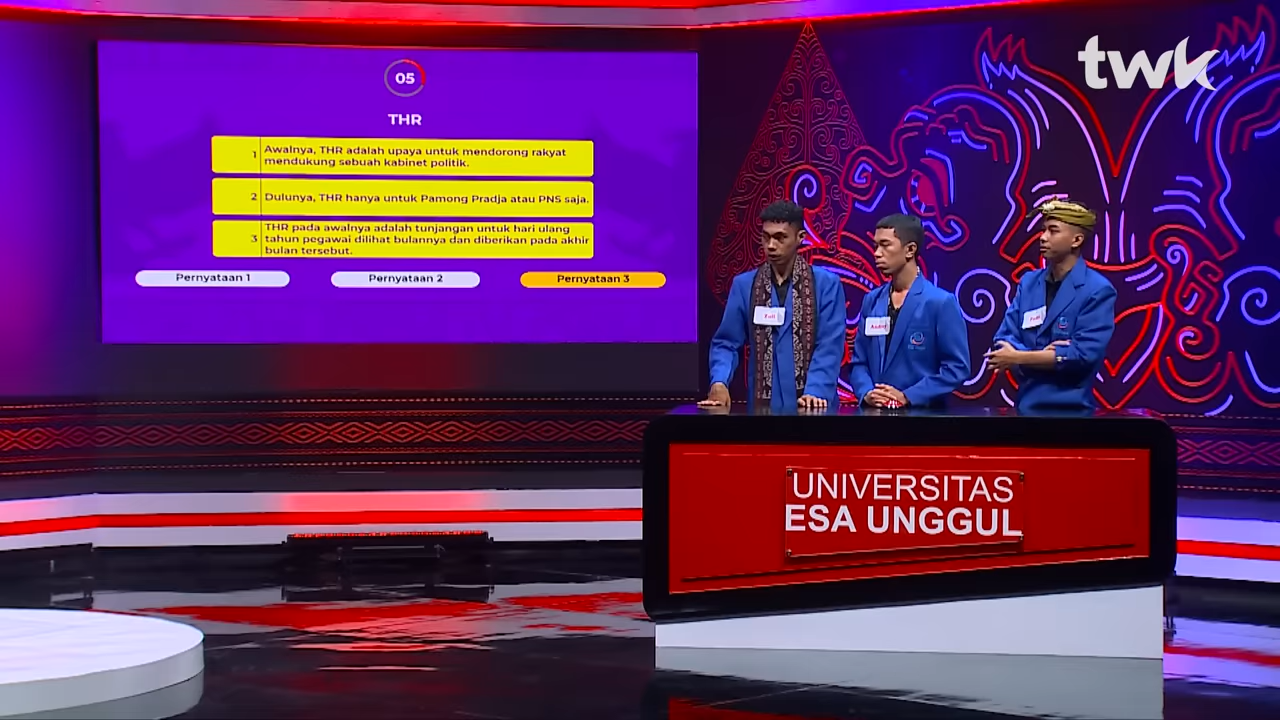 twk
05
THR
1 Awalnya, THR adalah upaya untuk mendorong rakyat
mendukung sebuah kabinet politik.
2 Dulunya, THR hanya untuk Pamong Pradja atau PNS saja.
3 THR pada awalnya adalah tunjangan untuk hari ulang
tahun pegawai dilihat bulannya dan diberikan pada akhir
bulan tersebut.
Pernyataan 1
Pernyataan 2
Pernyataan 3
UNIVERSITAS
ESA UNGGUL